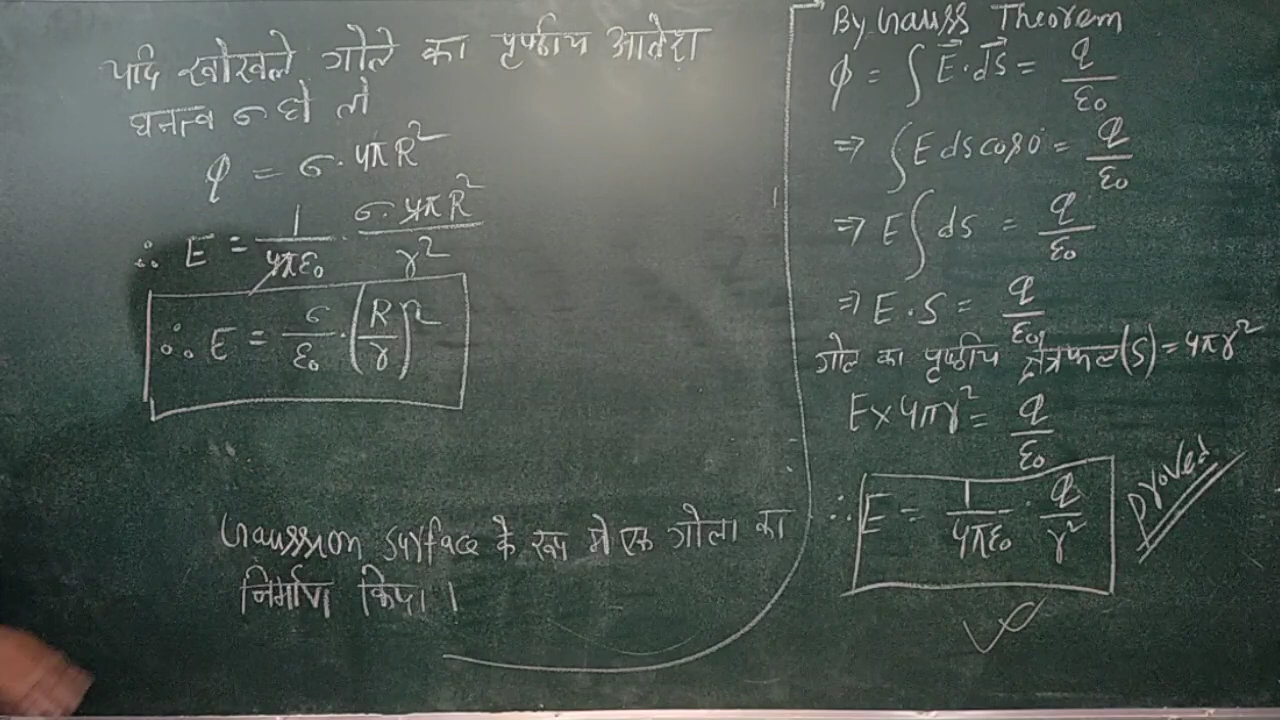 यदि खोखले गोले का पृष्ठीय आवेश
घनत्व σ हो तो
q = σ · 4πR²
∴ E = 1/4πε₀ · σ · 4πR²/r²
∴ E = σ/ε₀ · (R/r)²
Gaussion Surface के रूप मे एक गोला का
निर्माण किया।
By Gauss Theorem
ϕ = ∫ E⃗ · ds⃗ = q/ε₀
⇒ ∫ E ds cos0° = q/ε₀
⇒ E ∫ ds = q/ε₀
⇒ E · S = q/ε₀
गोले का पृष्ठीय क्षेत्रफल (S) = 4πr²
E × 4πr² = q/ε₀
∴ E = 1/4πε₀ · q/r²
Proved